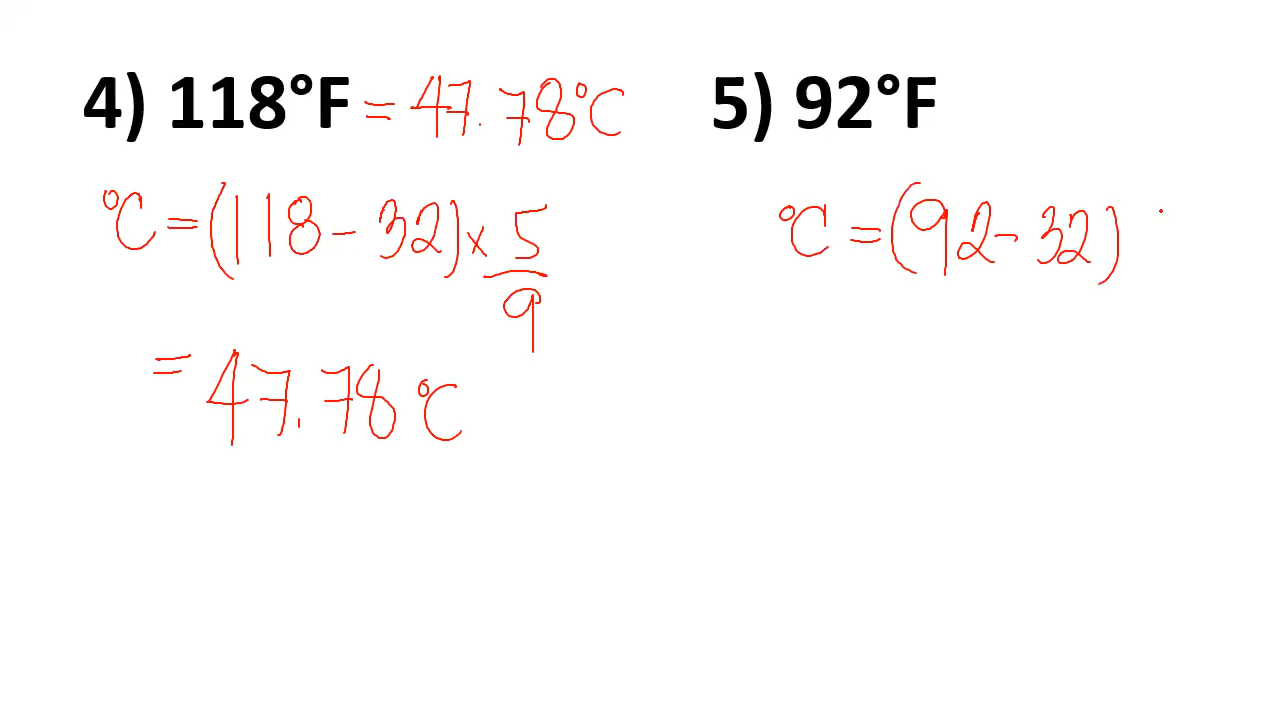 4) 118°F = 47.78°C
°C = (118 - 32) x 5/9
= 47.78 °C
5) 92°F
°C = (92 - 32)